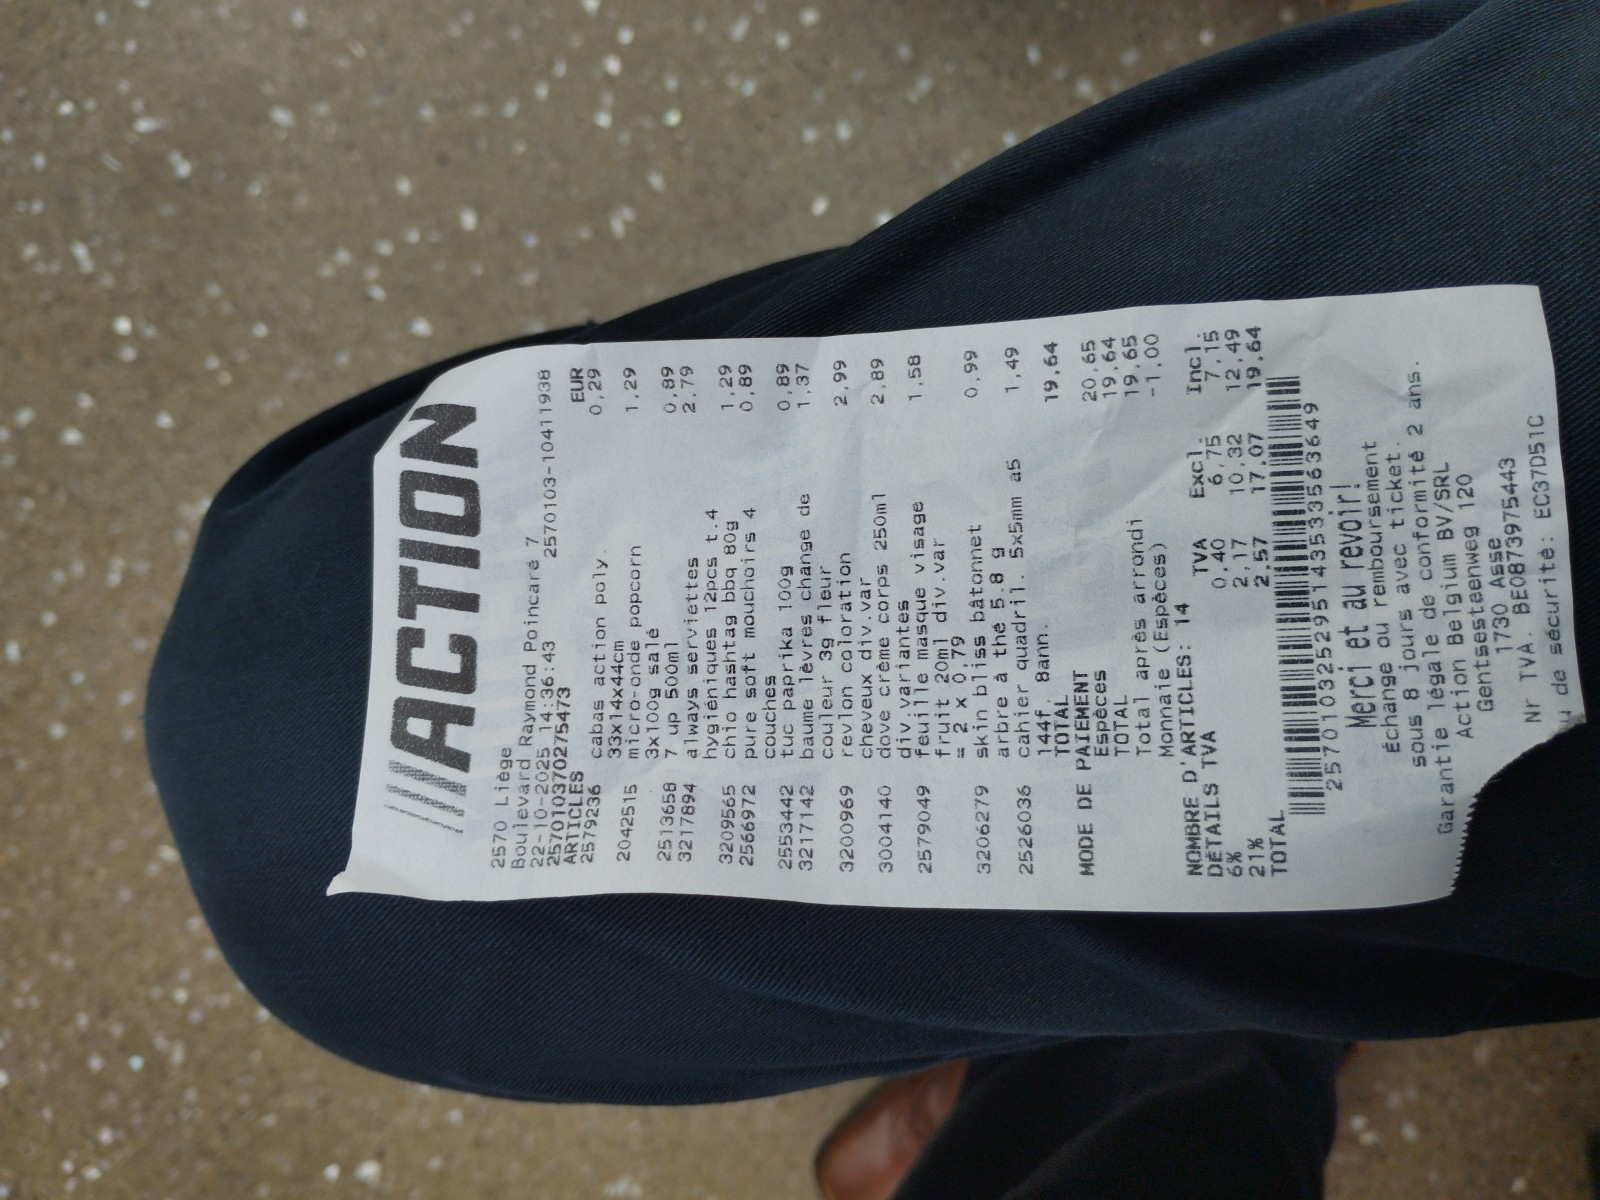 ACTION
2570 Liège
Boulevard Raymond Poincaré 7
22-10-2025 14:36:43 2570103-10411938
2570103702754​73
ARTICLES EUR
2579236 cabas action poly. 0,29
33x14x44cm
2042515 micro-onde popcorn 1,29
3x100g salé
2513658 7 up 500ml 0,89
3217894 always serviettes 2,79
hygiéniques 12pcs t.4
3209565 chio hashtag bbq 80g 1,29
2566972 pure soft mouchoirs 4 0,89
couches
2553442 tuc paprika 100g 0,89
3217142 baume lèvres change de 1,37
couleur 3g fleur
3200969 revlon coloration 2,99
cheveux div.var
3004140 dove crème corps 250ml 2,89
div.variantes
2579049 feuille masque visage 1,58
fruit 20ml div.var
= 2 x 0,79
3206279 skin bliss bâtonnet 0,99
arbre à thé 5.8 g
2526036 cahier quadril. 5x5mm a5 1,49
144f. 8ann.
TOTAL 19,64
MODE DE PAIEMENT
Espèces 20,65
TOTAL 19,64
Total après arrondi 19,65
Monnaie (Espèces) -1,00
NOMBRE D'ARTICLES: 14
DÉTAILS TVA TVA Excl. Incl.
6% 0,40 6,75 7,15
21% 2,17 10,32 12,49
TOTAL 2,57 17,07 19,64
2570103252951435335563649
Merci et au revoir!
Échange ou remboursement
sous 8 jours avec ticket.
Garantie légale de conformité 2 ans.
Action Belgium BV/SRL
Gentsesteenweg 120
1730 Asse
Nr TVA. BE0873975443
de sécurité: EC37D51C